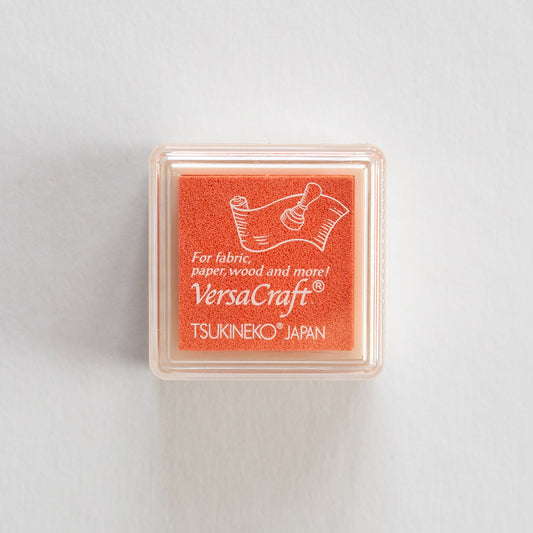 For fabric,
paper, wood and more!
VersaCraft®
TSUKINEKO® JAPAN